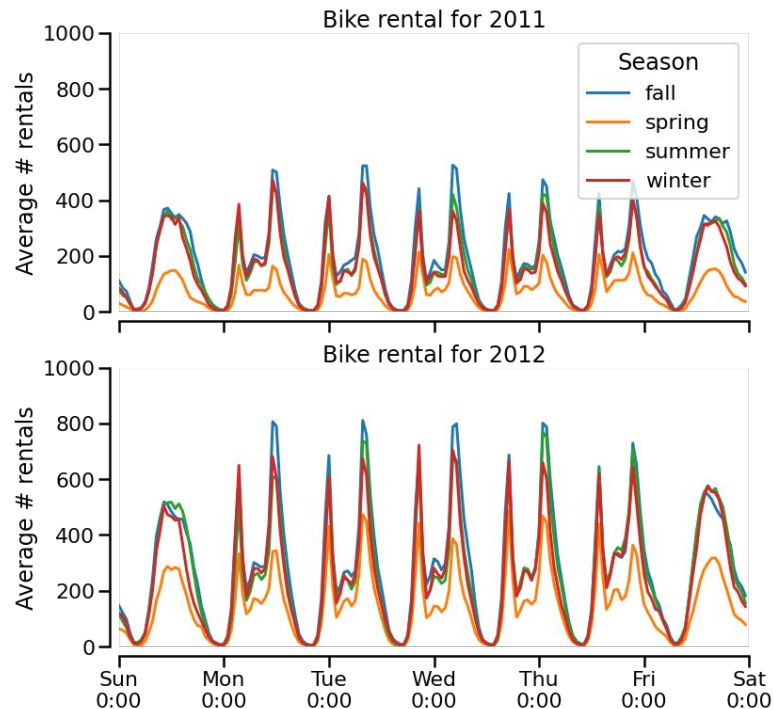 Bike rental for 2011
Average # rentals
1000
800
600
400
200
0
Season
fall
spring
summer
winter
Bike rental for 2012
Average # rentals
1000
800
600
400
200
0
Sun Mon Tue Wed Thu Fri Sat
0:00 0:00 0:00 0:00 0:00 0:00 0:00